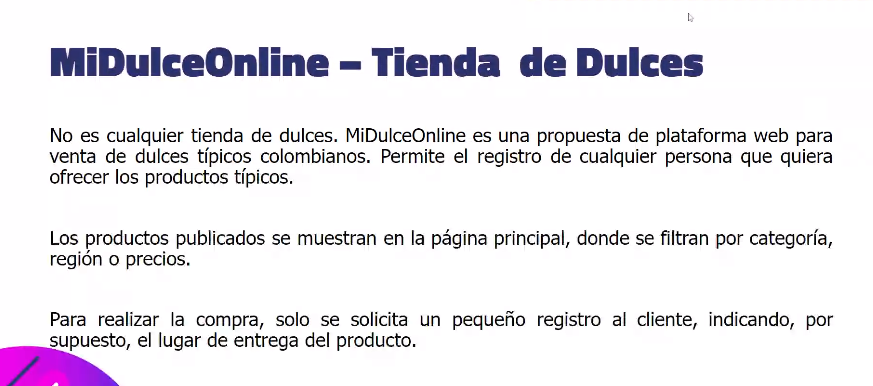 MiDulceOnline – Tienda de Dulces
No es cualquier tienda de dulces. MiDulceOnline es una propuesta de plataforma web para
venta de dulces típicos colombianos. Permite el registro de cualquier persona que quiera
ofrecer los productos típicos.
Los productos publicados se muestran en la página principal, donde se filtran por categoría,
región o precios.
Para realizar la compra, solo se solicita un pequeño registro al cliente, indicando, por
supuesto, el lugar de entrega del producto.